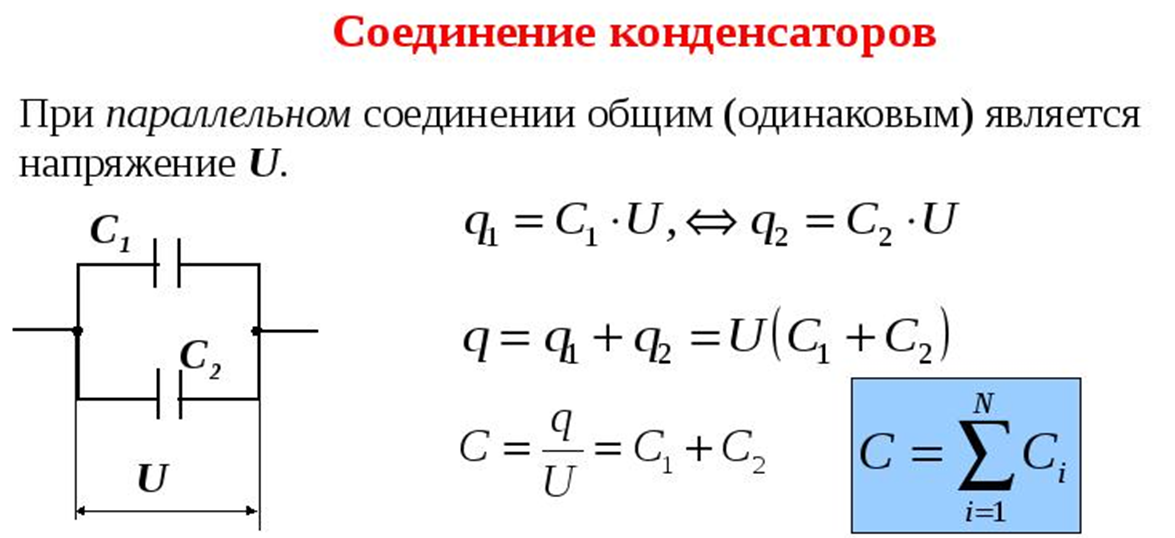 Соединение конденсаторов
При параллельном соединении общим (одинаковым) является
напряжение U.
C₁
q₁ = C₁ · U, ⇔ q₂ = C₂ · U
C₂
q = q₁ + q₂ = U(C₁ + C₂)
C = q/U = C₁ + C₂
C = ∑_{i=1}^{N} C_i
U